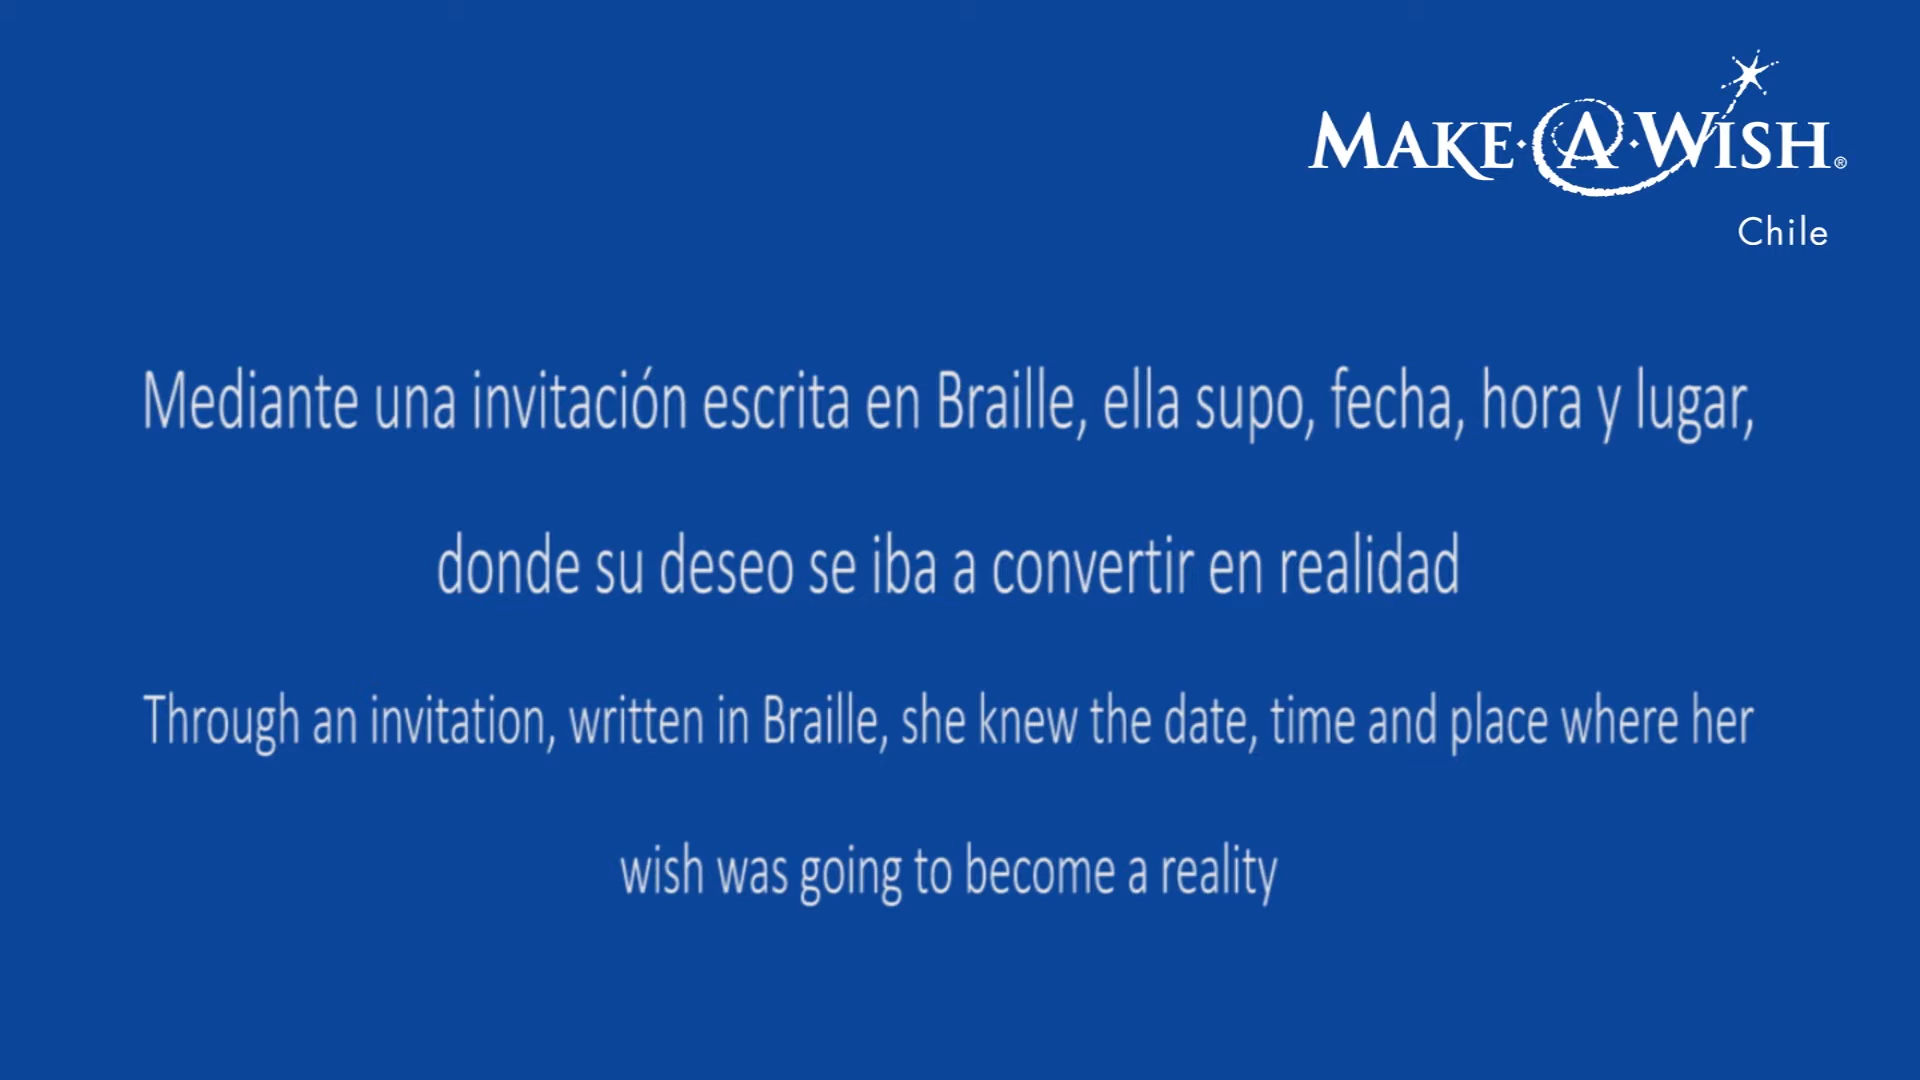 MAKE·A·WISH®
Chile
Mediante una invitación escrita en Braille, ella supo, fecha, hora y lugar,
donde su deseo se iba a convertir en realidad
Through an invitation, written in Braille, she knew the date, time and place where her
wish was going to become a reality